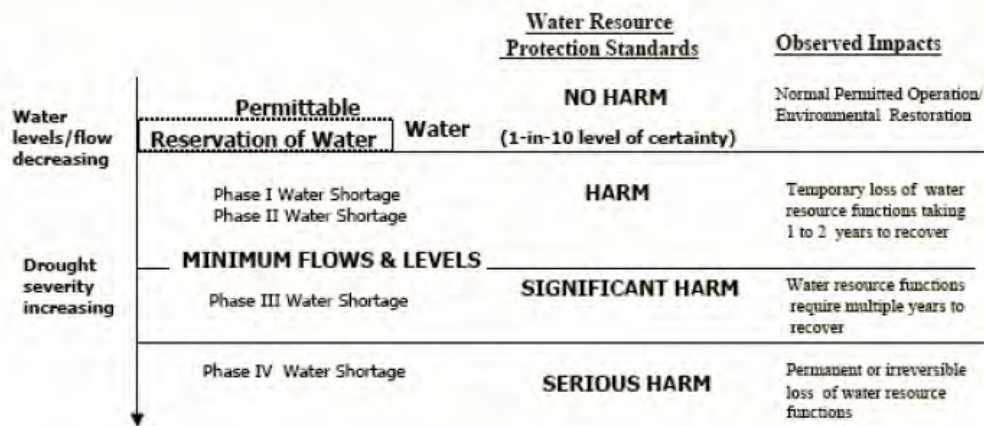 Water Resource
Protection Standards
Observed Impacts
Water
levels/flow
decreasing
Permittable
Reservation of Water
Water
NO HARM
(1-in-10 level of certainty)
Normal Permitted Operation/
Environmental Restoration
Phase I Water Shortage
Phase II Water Shortage
HARM
Temporary loss of water
resource functions taking
1 to 2 years to recover
Drought
severity
increasing
MINIMUM FLOWS & LEVELS
Phase III Water Shortage
SIGNIFICANT HARM
Water resource functions
require multiple years to
recover
Phase IV Water Shortage
SERIOUS HARM
Permanent or irreversible
loss of water resource
functions